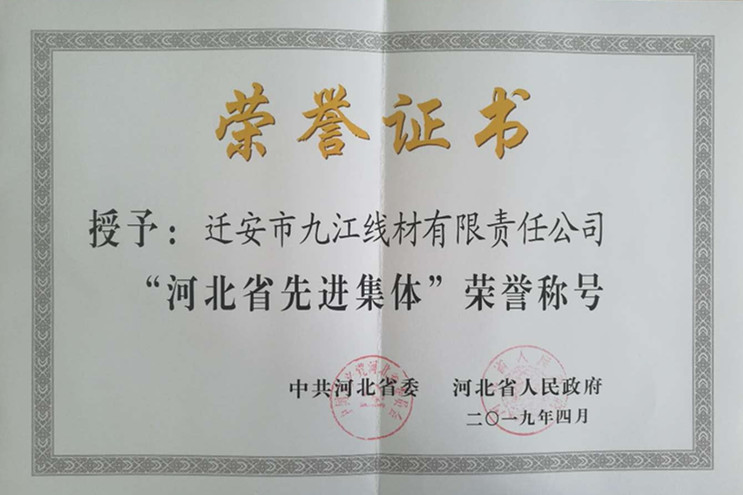 荣誉证书
授予：迁安市九江线材有限责任公司
“河北省先进集体”荣誉称号
中共河北省委 河北省人民政府
二〇一九年四月